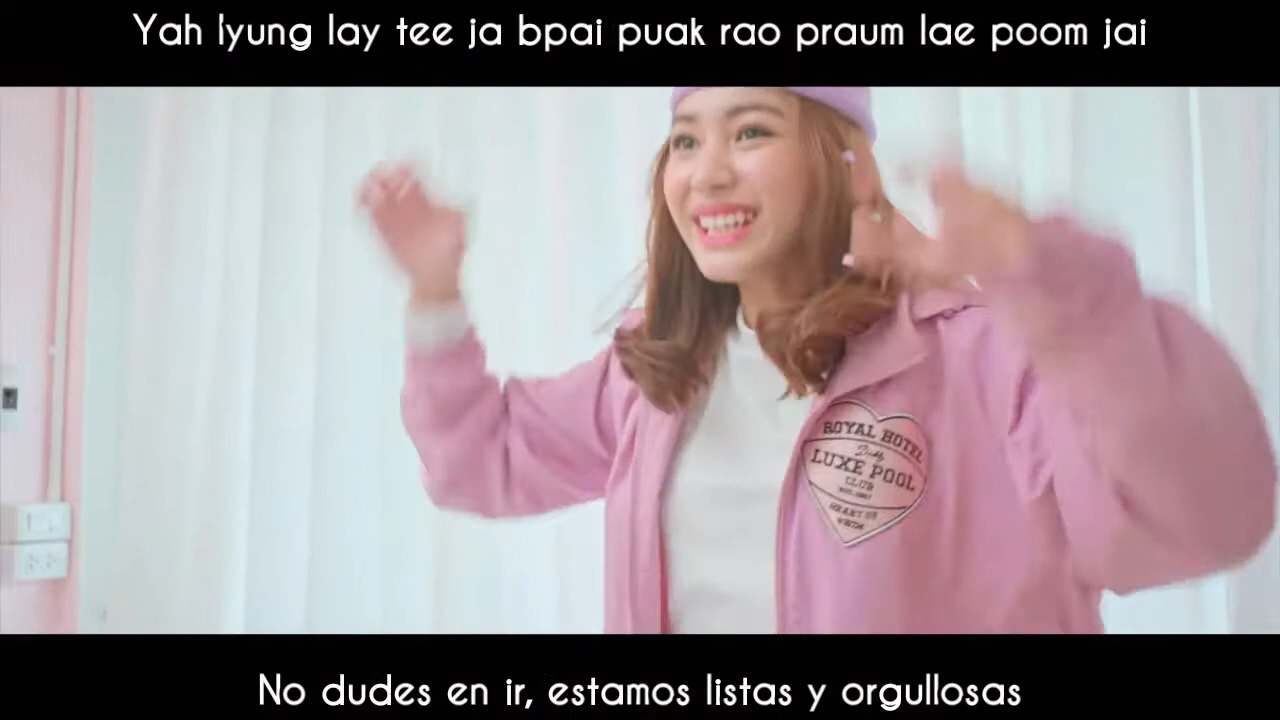 Yah lyung lay tee ja bpai puak rao praum lae poom jai
ROYAL HOTEL
LUXE POOL
CLUB
No dudes en ir, estamos listas y orgullosas